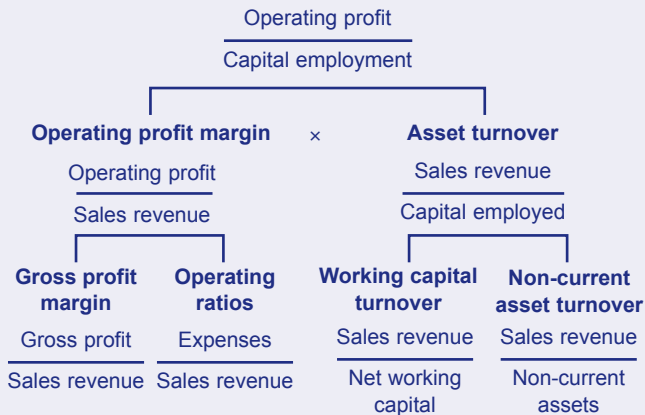 Operating profit
Capital employment
Operating profit margin × Asset turnover
Operating profit
Sales revenue
Sales revenue
Capital employed
Gross profit
margin
Gross profit
Sales revenue
Operating
ratios
Expenses
Sales revenue
Working capital
turnover
Sales revenue
Net working
capital
Non-current
asset turnover
Sales revenue
Non-current
assets